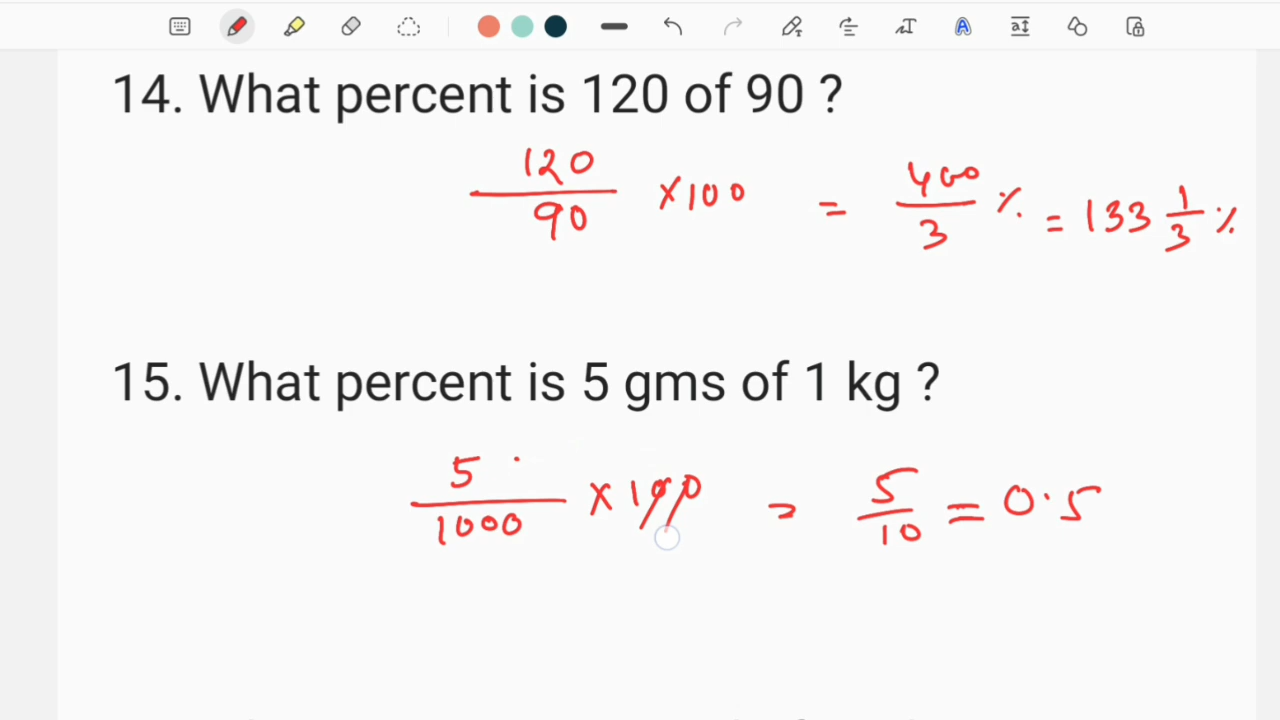 14. What percent is 120 of 90 ?
120/90 ×100 = 400/3 % = 133 1/3 %
15. What percent is 5 gms of 1 kg ?
5/1000 ×100 = 5/10 = 0.5